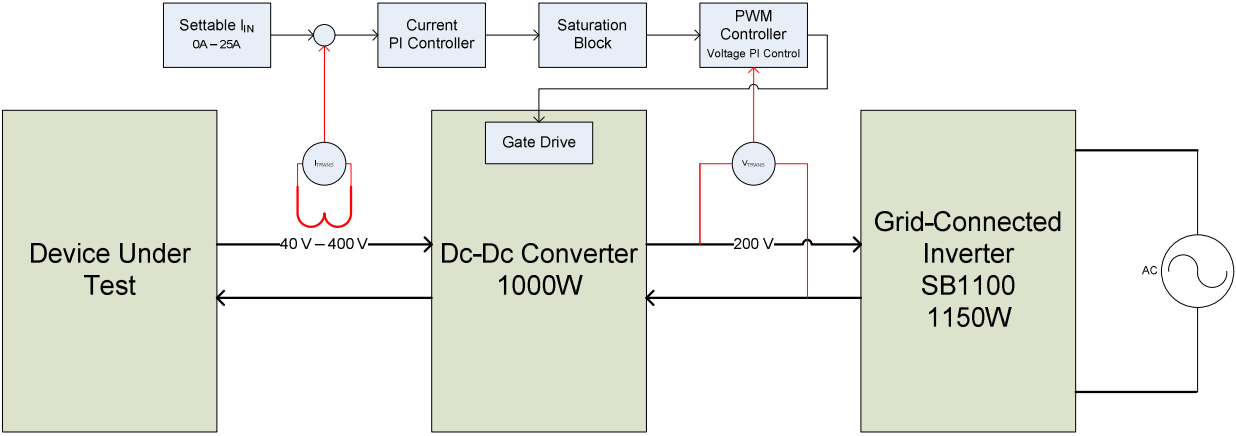 Settable IIN
0A – 25A
Current
PI Controller
Saturation
Block
PWM
Controller
Voltage PI Control
Gate Drive
ITRANS
VTRANS
Device Under
Test
40 V – 400 V
Dc-Dc Converter
1000W
200 V
Grid-Connected
Inverter
SB1100
1150W
AC